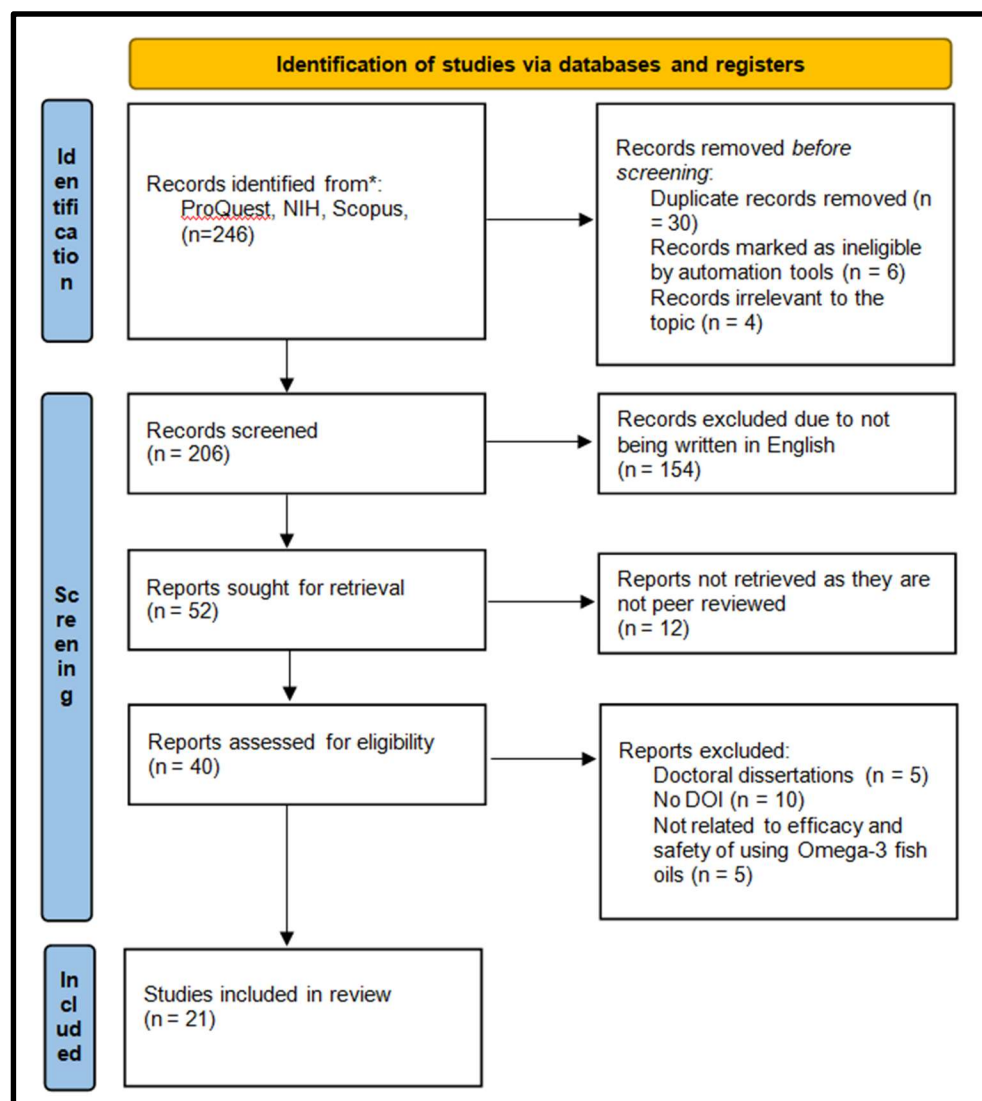 Identification of studies via databases and registers
Id
en
tifi
ca
tio
n
Records identified from*:
ProQuest, NIH, Scopus,
(n=246)
Records removed before
screening:
Duplicate records removed (n
= 30)
Records marked as ineligible
by automation tools (n = 6)
Records irrelevant to the
topic (n = 4)
Sc
re
en
in
g
Records screened
(n = 206)
Records excluded due to not
being written in English
(n = 154)
Reports sought for retrieval
(n = 52)
Reports not retrieved as they are
not peer reviewed
(n = 12)
Reports assessed for eligibility
(n = 40)
Reports excluded:
Doctoral dissertations (n = 5)
No DOI (n = 10)
Not related to efficacy and
safety of using Omega-3 fish
oils (n = 5)
In
cl
ud
ed
Studies included in review
(n = 21)